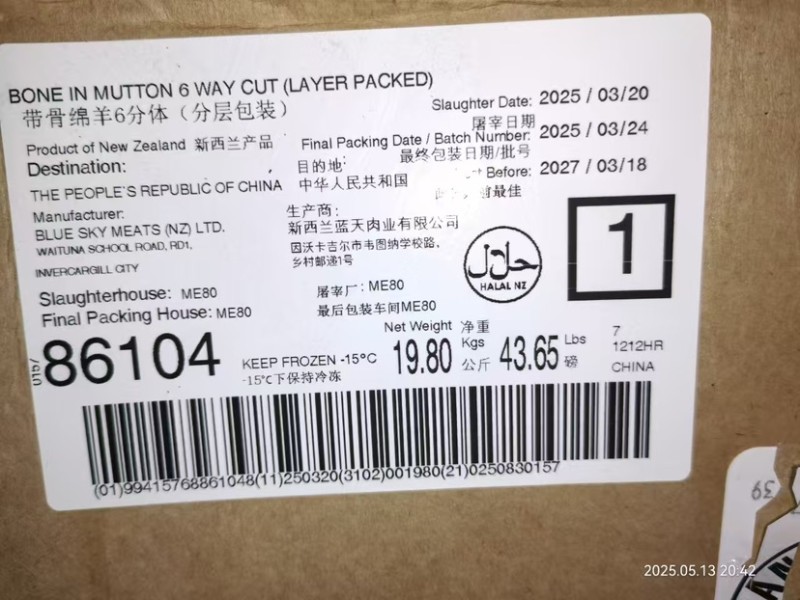 BONE IN MUTTON 6 WAY CUT (LAYER PACKED)
带骨绵羊6分体（分层包装）
Slaughter Date: 2025 / 03/20
屠宰日期
Product of New Zealand 新西兰产品
Final Packing Date / Batch Number: 2025 / 03/24
最终包装日期/批号
Destination:
目的地:
Before: 2027 / 03/18
最佳
THE PEOPLE'S REPUBLIC OF CHINA
中华人民共和国
Manufacturer:
生产商:
BLUE SKY MEATS (NZ) LTD.
新西兰蓝天肉业有限公司
WAITUNA SCHOOL ROAD, RD1,
因沃卡吉尔市韦图纳学校路、
乡村邮递1号
INVERCARGILL CITY
حلال
HALAL NZ
1
Slaughterhouse: ME80
屠宰厂: ME80
Final Packing House: ME80
最后包装车间ME80
0157
86104
KEEP FROZEN -15°C
-15℃下保持冷冻
Net Weight 净重
19.80 Kgs 公斤 43.65 Lbs 磅
7
1212HR
CHINA
(01)99415768861048(11)250320(3102)001980(21)0250830157
39
AN
2025.05.13 20:42